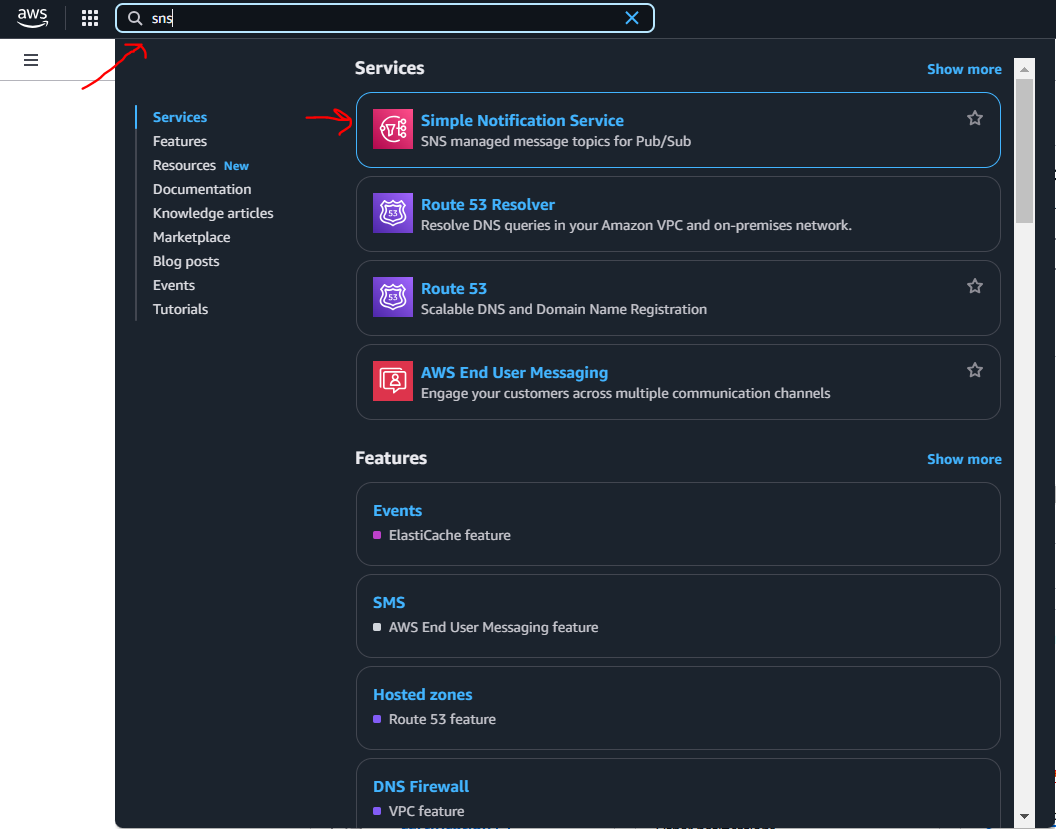 aws
sns
Services
Show more
Services
Features
Resources New
Documentation
Knowledge articles
Marketplace
Blog posts
Events
Tutorials
Simple Notification Service
SNS managed message topics for Pub/Sub
53
Route 53 Resolver
Resolve DNS queries in your Amazon VPC and on-premises network.
53
Route 53
Scalable DNS and Domain Name Registration
AWS End User Messaging
Engage your customers across multiple communication channels
Features
Show more
Events
ElastiCache feature
SMS
AWS End User Messaging feature
Hosted zones
Route 53 feature
DNS Firewall
VPC feature